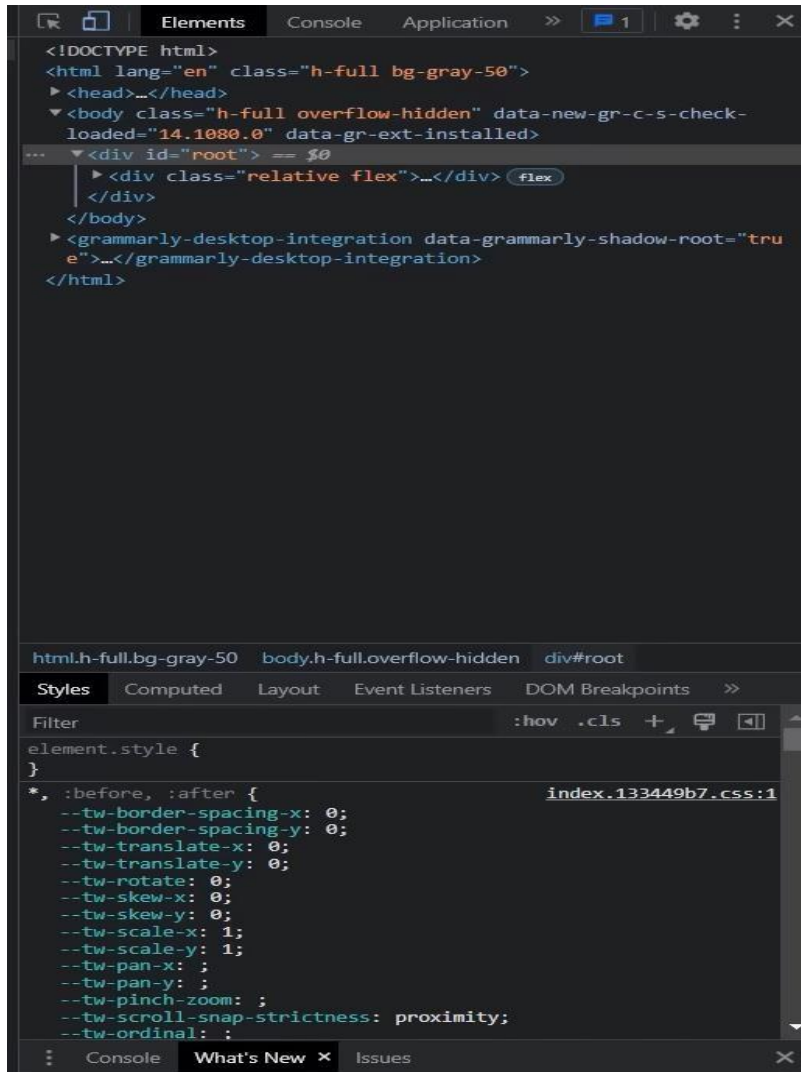 Elements Console Application » 1
<!DOCTYPE html>
<html lang="en" class="h-full bg-gray-50">
<head>…</head>
<body class="h-full overflow-hidden" data-new-gr-c-s-check-
loaded="14.1080.0" data-gr-ext-installed>
<div id="root"> == $0
<div class="relative flex">…</div> flex
</div>
</body>
<grammarly-desktop-integration data-grammarly-shadow-root="tru
e">…</grammarly-desktop-integration>
</html>
html.h-full.bg-gray-50 body.h-full.overflow-hidden div#root
Styles Computed Layout Event Listeners DOM Breakpoints »
Filter :hov .cls +
element.style {
}
*, :before, :after { index.133449b7.css:1
--tw-border-spacing-x: 0;
--tw-border-spacing-y: 0;
--tw-translate-x: 0;
--tw-translate-y: 0;
--tw-rotate: 0;
--tw-skew-x: 0;
--tw-skew-y: 0;
--tw-scale-x: 1;
--tw-scale-y: 1;
--tw-pan-x: ;
--tw-pan-y: ;
--tw-pinch-zoom: ;
--tw-scroll-snap-strictness: proximity;
--tw-ordinal: ;
Console What's New × Issues